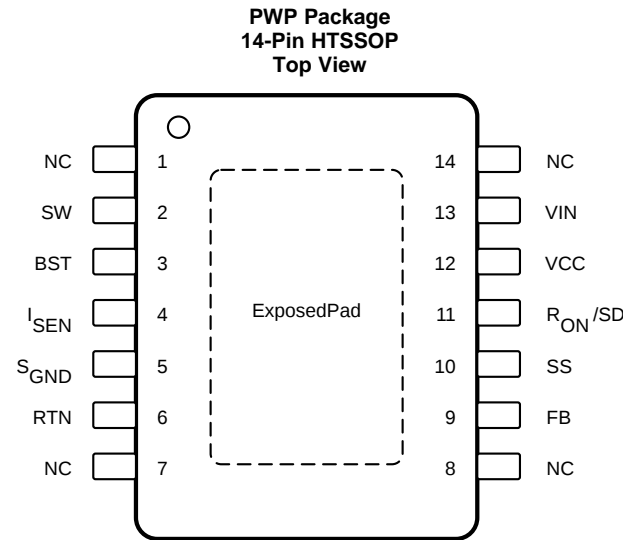 PWP Package
14-Pin HTSSOP
Top View
NC 1 14 NC
SW 2 13 VIN
BST 3 12 VCC
ISEN 4 ExposedPad 11 RON/SD
SGND 5 10 SS
RTN 6 9 FB
NC 7 8 NC